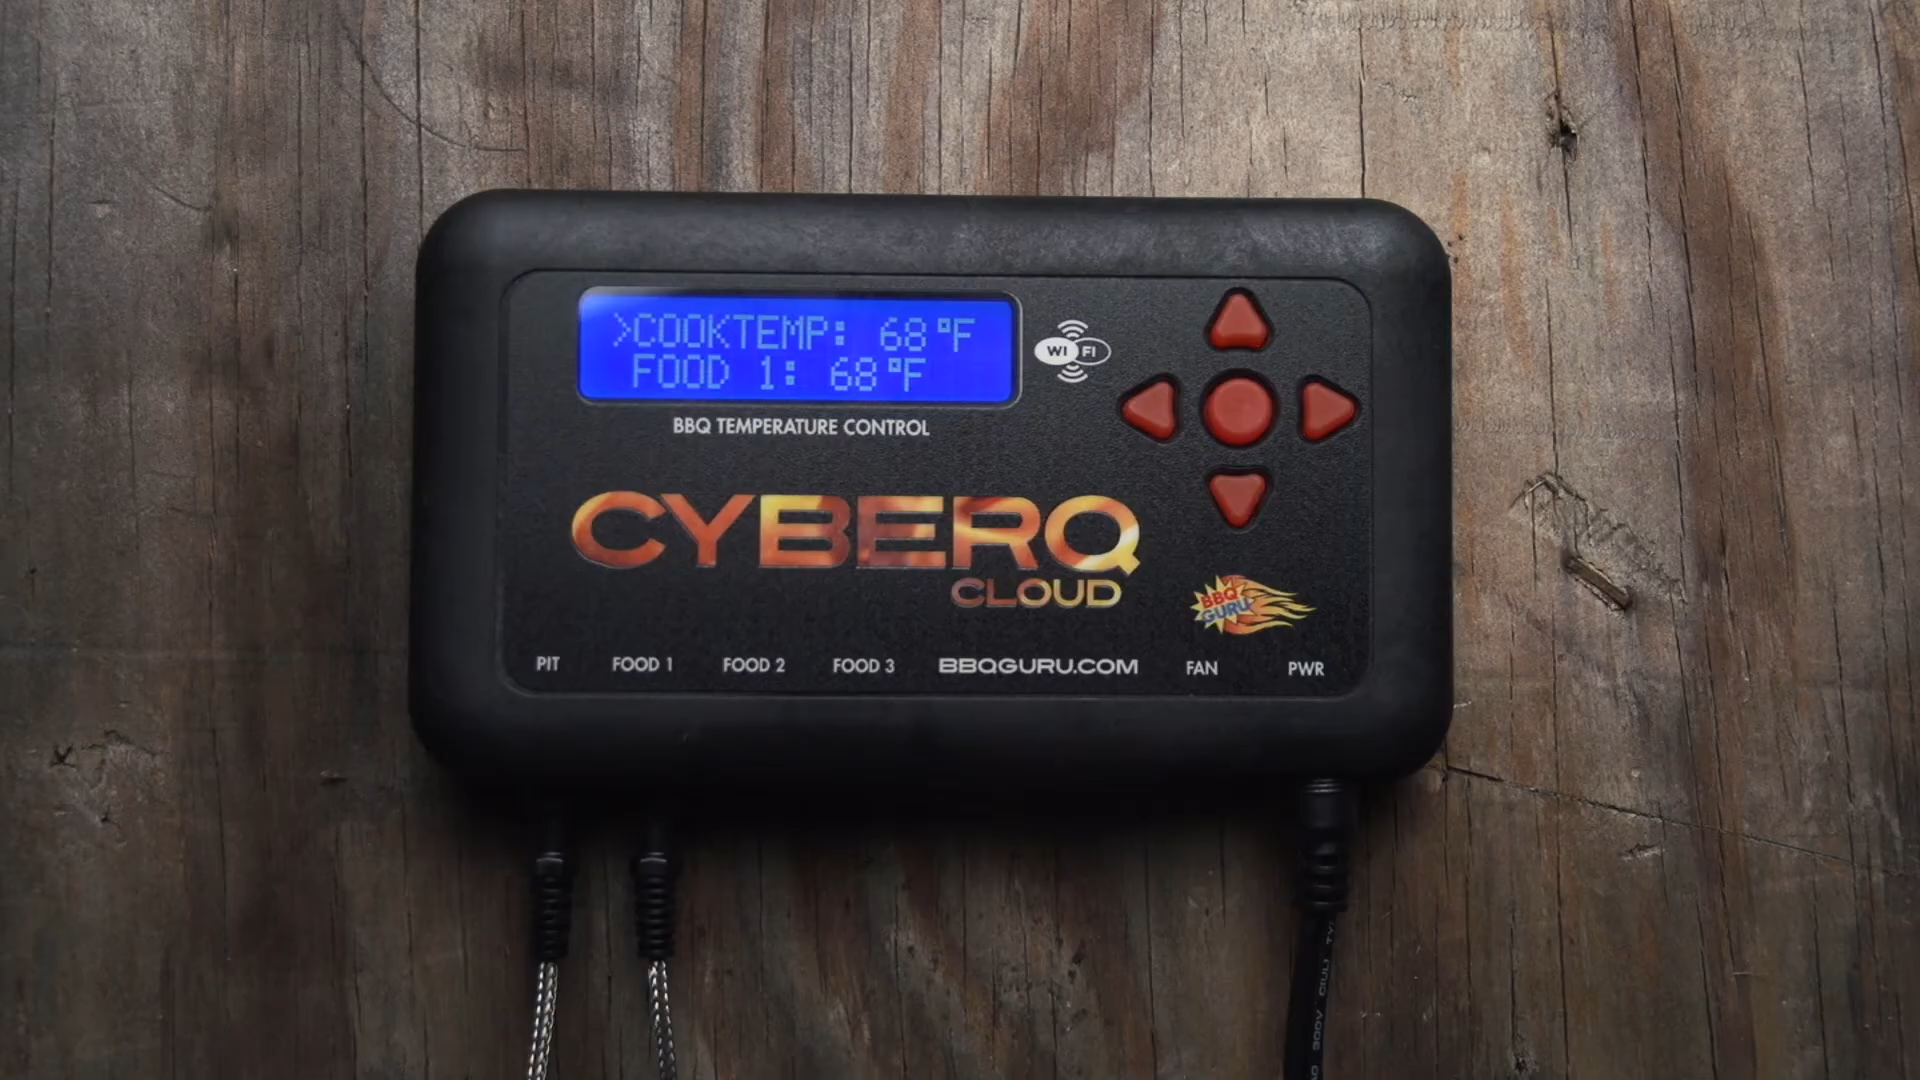 >COOKTEMP: 68°F
FOOD 1: 68°F
WI FI
BBQ TEMPERATURE CONTROL
CYBERQ
CLOUD
BBQ
GURU
PIT FOOD 1 FOOD 2 FOOD 3 BBQGURU.COM FAN PWR
300V